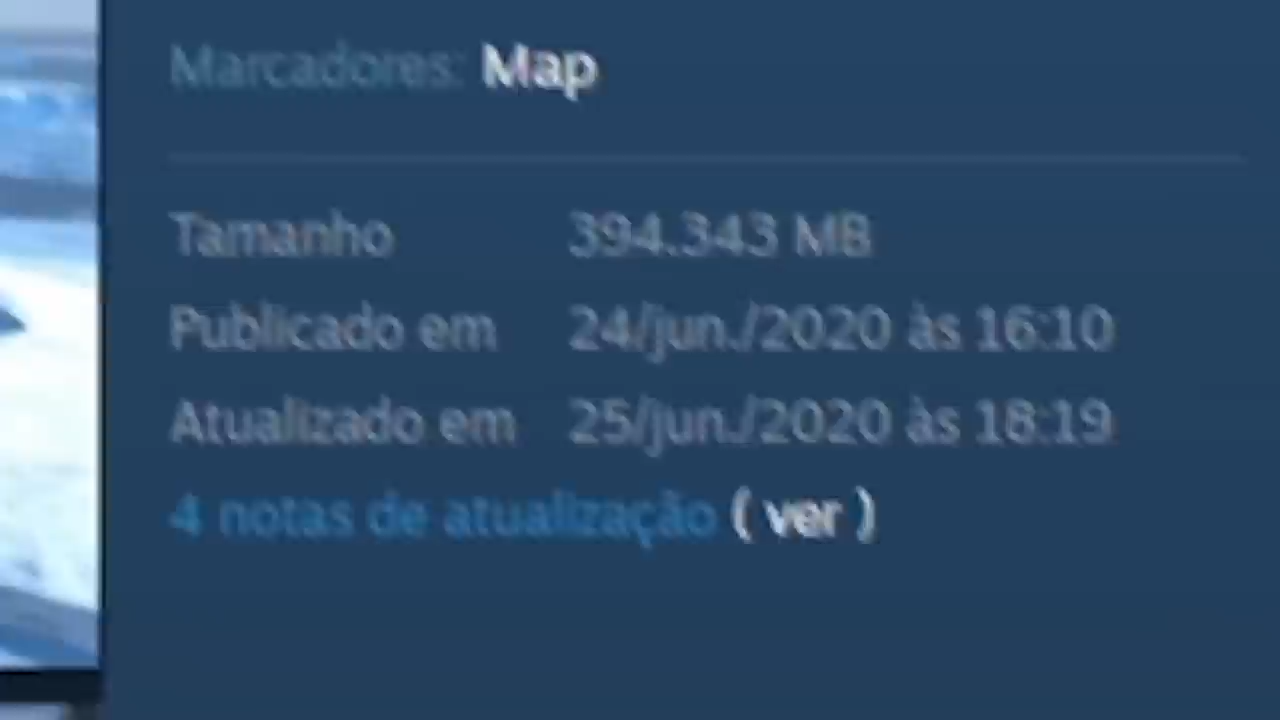 Marcadores: Map
Tamanho 394.343 MB
Publicado em 24/jun./2020 às 16:10
Atualizado em 25/jun./2020 às 18:19
4 notas de atualização ( ver )